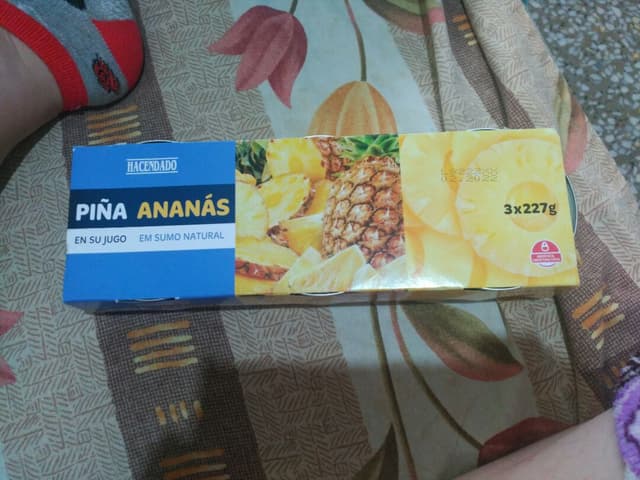 HACENDADO
PIÑA ANANÁS
EN SU JUGO EM SUMO NATURAL
3x227g